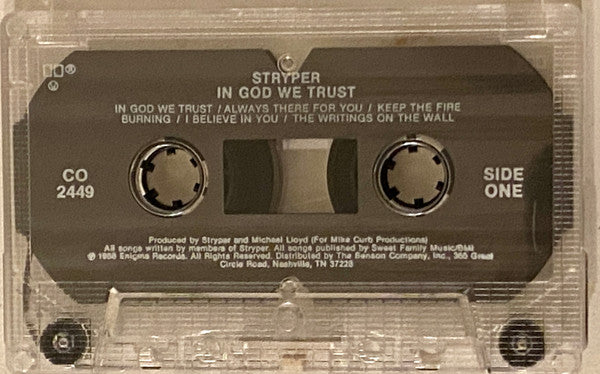 STRYPER
IN GOD WE TRUST
IN GOD WE TRUST / ALWAYS THERE FOR YOU / KEEP THE FIRE
BURNING / I BELIEVE IN YOU / THE WRITINGS ON THE WALL
CO
2449
SIDE
ONE
Produced by Stryper and Michael Lloyd (For Mike Curb Productions)
All songs written by members of Stryper. All songs published by Sweet Family Music/BMI
℗ 1988 Enigma Records. All Rights Reserved. Distributed by The Benson Company, Inc., 365 Great
Circle Road, Nashville, TN 37228